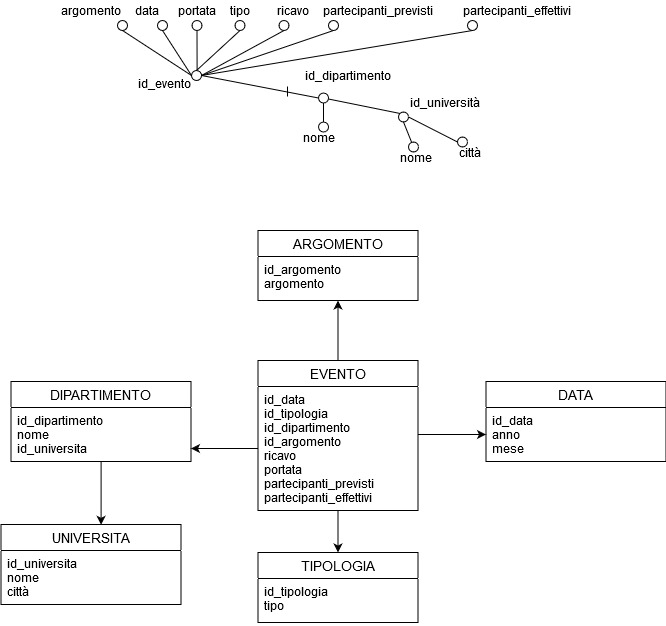 argomento data portata tipo ricavo partecipanti_previsti partecipanti_effettivi
id_evento
id_dipartimento
id_università
nome
nome
città
ARGOMENTO
id_argomento
argomento
DIPARTIMENTO
id_dipartimento
nome
id_universita
EVENTO
id_data
id_tipologia
id_dipartimento
id_argomento
ricavo
portata
partecipanti_previsti
partecipanti_effettivi
DATA
id_data
anno
mese
UNIVERSITA
id_universita
nome
città
TIPOLOGIA
id_tipologia
tipo